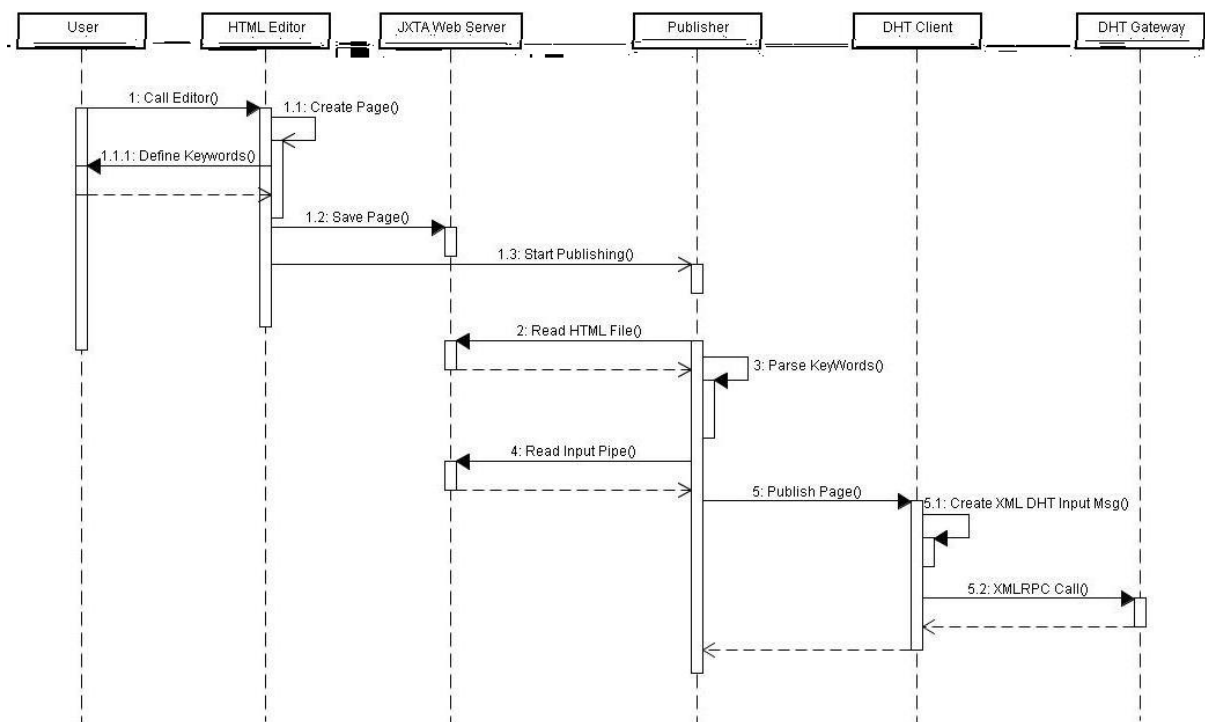 User
HTML Editor
JXTA Web Server
Publisher
DHT Client
DHT Gateway
1: Call Editor()
1.1: Create Page()
1.1.1: Define Keywords()
1.2: Save Page()
1.3: Start Publishing()
2: Read HTML File()
3: Parse KeyWords()
4: Read Input Pipe()
5: Publish Page()
5.1: Create XML DHT Input Msg()
5.2: XMLRPC Call()